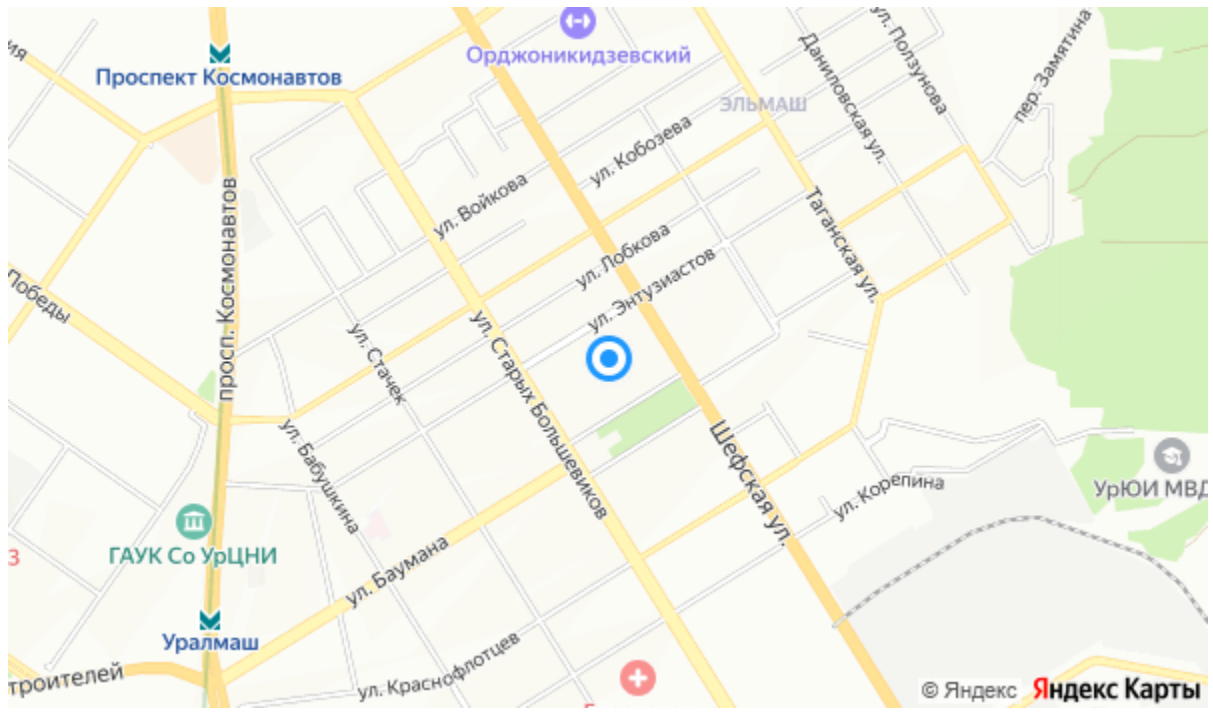 Орджоникидзевский
Проспект Космонавтов
ЭЛЬМАШ
ул. Ползунова
Даниловская ул.
пер. Замятина
ул. Кобозева
ул. Войкова
просп. Космонавтов
Таганская ул.
ул. Лобкова
ул. Энтузиастов
Победы
ул. Стачек
ул. Старых Большевиков
ул. Бабушкина
Шефская ул.
УрЮИ МВД
ул. Корепина
ГАУК Со УрЦНИ
3
ул. Баумана
Уралмаш
троителей
ул. Краснофлотцев
© Яндекс Яндекс Карты